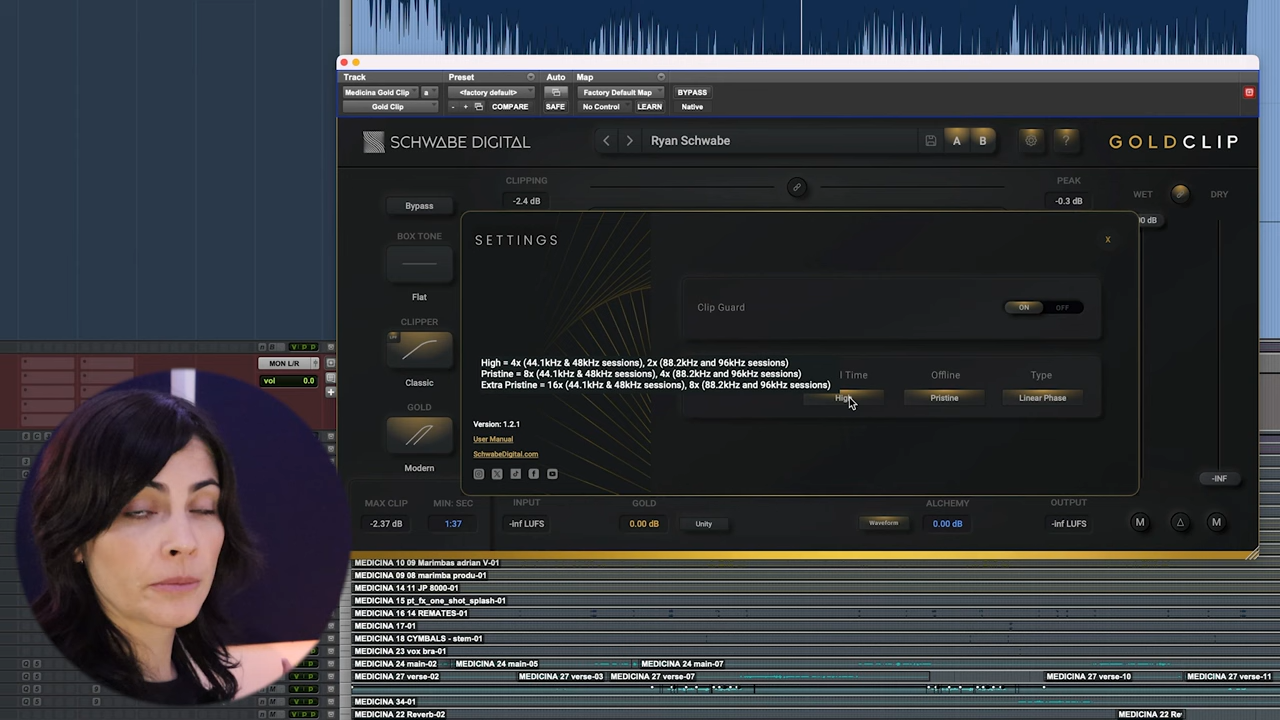 Track
Preset
Auto
Map
Medicina Gold Clip
a
<factory default>
Factory Default Map
BYPASS
Gold Clip
- +
COMPARE
SAFE
No Control
LEARN
Native
SCHWABE DIGITAL
Ryan Schwabe
A
B
?
GOLDCLIP
CLIPPING
PEAK
WET
DRY
Bypass
-2.4 dB
-0.3 dB
BOX TONE
SETTINGS
x
Flat
Clip Guard
ON
OFF
CLIPPER
MON L/R
High = 4x (44.1kHz & 48kHz sessions), 2x (88.2kHz and 96kHz sessions)
Pristine = 8x (44.1kHz & 48kHz sessions), 4x (88.2kHz and 96kHz sessions)
Extra Pristine = 16x (44.1kHz & 48kHz sessions), 8x (88.2kHz and 96kHz sessions)
l Time
Offline
Type
vol
0.0
Classic
High
Pristine
Linear Phase
GOLD
Version: 1.2.1
User Manual
SchwabeDigital.com
Modern
-INF
MAX CLIP
MIN: SEC
INPUT
GOLD
ALCHEMY
OUTPUT
-2.37 dB
1:37
-inf LUFS
0.00 dB
Unity
Waveform
0.00 dB
-inf LUFS
M
M
MEDICINA 10 09 Marimbas adrian V-01
MEDICINA 09 08 marimba produ-01
MEDICINA 14 11 JP 8000-01
MEDICINA 15 pt_fx_one_shot_splash-01
MEDICINA 16 14 REMATES-01
MEDICINA 17-01
MEDICINA 18 CYMBALS - stem-01
MEDICINA 23 vox bra-01
MEDICINA 24 main-02
MEDICINA 24 main-05
MEDICINA 24 main-07
MEDICINA 27 verse-02
MEDICINA 27 verse-03
MEDICINA 27 verse-07
MEDICINA 27 verse-10
MEDICINA 27 verse-11
MEDICINA 34-01
MEDICINA 22 Reverb-02
MEDICINA 22 Re